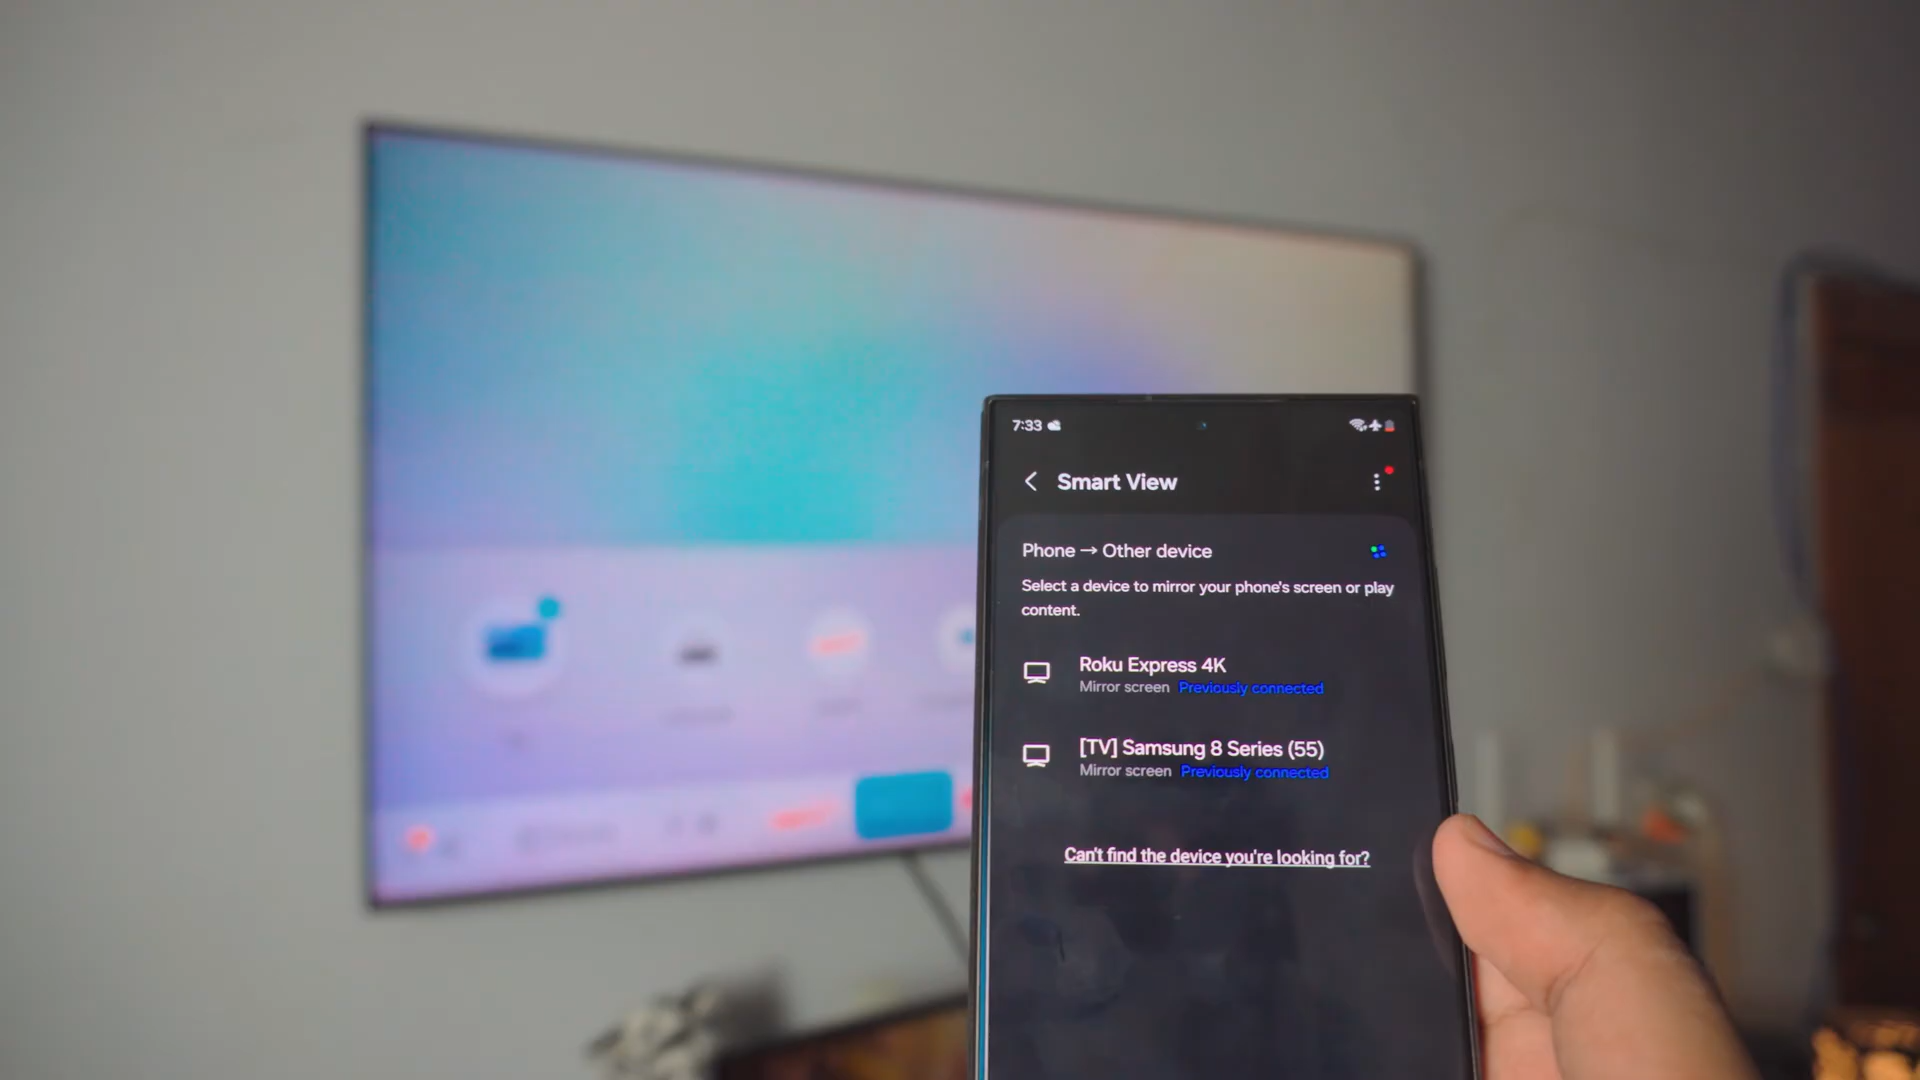 7:33
Smart View
Phone → Other device
Select a device to mirror your phone's screen or play
content.
Roku Express 4K
Mirror screen Previously connected
[TV] Samsung 8 Series (55)
Mirror screen Previously connected
Can't find the device you're looking for?